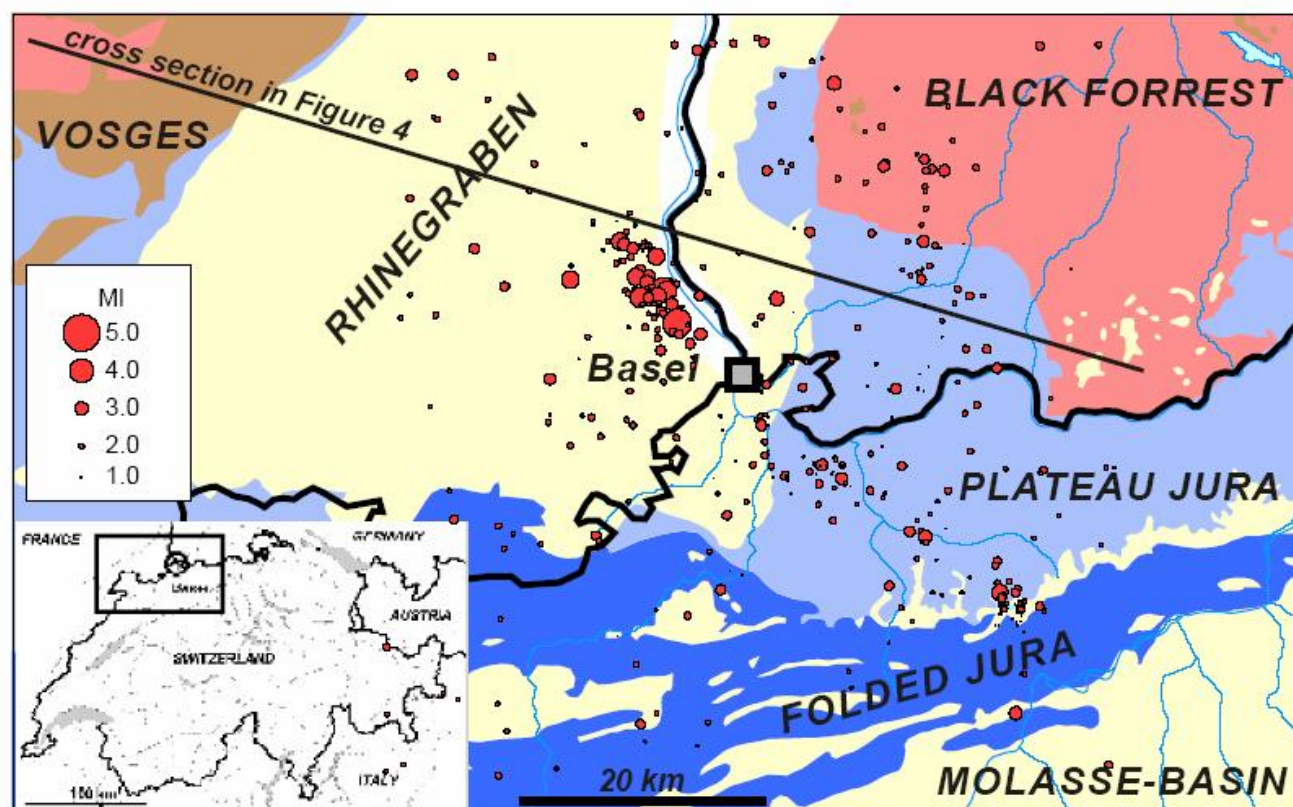 cross section in Figure 4
VOSGES
BLACK FORREST
RHINEGRABEN
Ml
5.0
4.0
3.0
2.0
1.0
Basel
PLATEAU JURA
FRANCE
GERMANY
AUSTRIA
SWITZERLAND
ITALY
FOLDED JURA
20 km
MOLASSE-BASIN